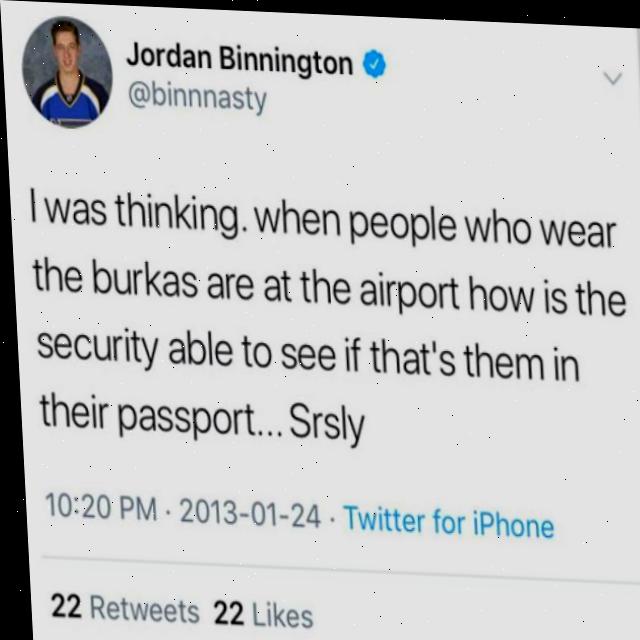 Jordan Binnington
@binnnasty
I was thinking. when people who wear
the burkas are at the airport how is the
security able to see if that's them in
their passport... Srsly
10:20 PM · 2013-01-24 · Twitter for iPhone
22 Retweets 22 Likes